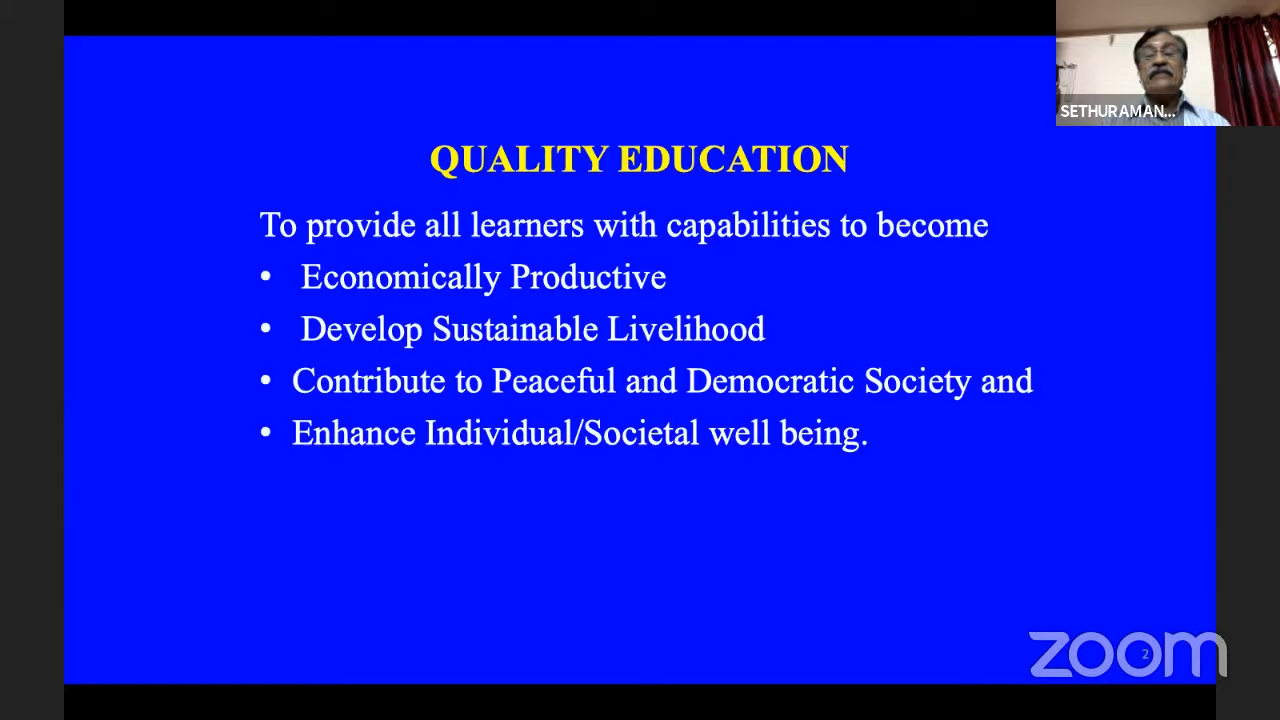 SETHURAMAN...
QUALITY EDUCATION
To provide all learners with capabilities to become
• Economically Productive
• Develop Sustainable Livelihood
• Contribute to Peaceful and Democratic Society and
• Enhance Individual/Societal well being.
zoom
2